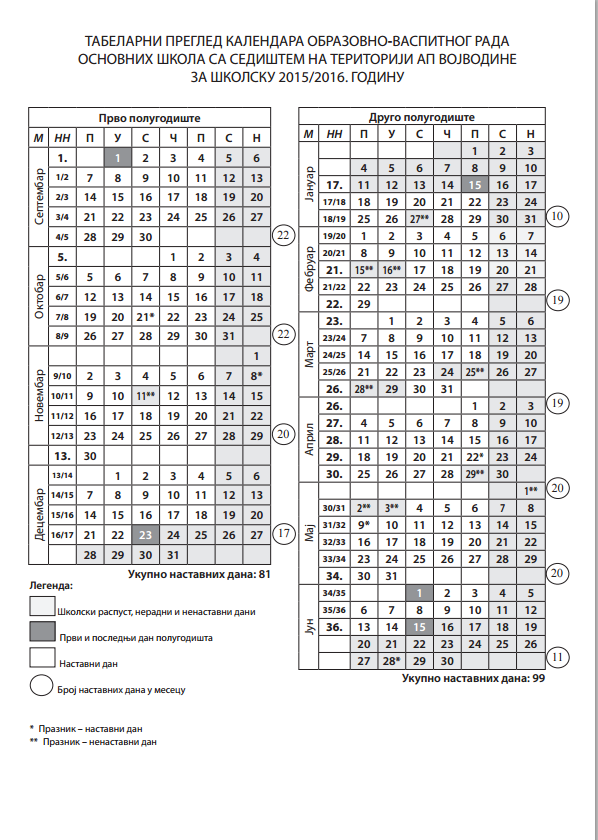 ТАБЕЛАРНИ ПРЕГЛЕД КАЛЕНДАРА ОБРАЗОВНО-ВАСПИТНОГ РАДА
ОСНОВНИХ ШКОЛА СА СЕДИШТЕМ НА ТЕРИТОРИЈИ АП ВОЈВОДИНЕ
ЗА ШКОЛСКУ 2015/2016. ГОДИНУ
Прво полугодиште
М НН П У С Ч П С Н
Септембар
1. 1 2 3 4 5 6
1/2 7 8 9 10 11 12 13
2/3 14 15 16 17 18 19 20
3/4 21 22 23 24 25 26 27
4/5 28 29 30
22
Октобар
5. 1 2 3 4
5/6 5 6 7 8 9 10 11
6/7 12 13 14 15 16 17 18
7/8 19 20 21* 22 23 24 25
8/9 26 27 28 29 30 31
22
Новембар
1
9/10 2 3 4 5 6 7 8*
10/11 9 10 11** 12 13 14 15
11/12 16 17 18 19 20 21 22
12/13 23 24 25 26 27 28 29
20
13. 30
Децембар
13/14 1 2 3 4 5 6
14/15 7 8 9 10 11 12 13
15/16 14 15 16 17 18 19 20
16/17 21 22 23 24 25 26 27
17
28 29 30 31
Укупно наставних дана: 81
Легенда:
Школски распуст, нерадни и ненаставни дани
Први и последњи дан полугодишта
Наставни дан
Број наставних дана у месецу
* Празник – наставни дан
** Празник – ненаставни дан
Друго полугодиште
М НН П У С Ч П С Н
Јануар
1 2 3
4 5 6 7 8 9 10
17. 11 12 13 14 15 16 17
17/18 18 19 20 21 22 23 24
18/19 25 26 27** 28 29 30 31
10
Фебруар
19/20 1 2 3 4 5 6 7
20/21 8 9 10 11 12 13 14
21. 15** 16** 17 18 19 20 21
21/22 22 23 24 25 26 27 28
22. 29
19
Март
23. 1 2 3 4 5 6
23/24 7 8 9 10 11 12 13
24/25 14 15 16 17 18 19 20
25/26 21 22 23 24 25** 26 27
26. 28** 29 30 31
19
Април
26. 1 2 3
27. 4 5 6 7 8 9 10
28. 11 12 13 14 15 16 17
29. 18 19 20 21 22* 23 24
30. 25 26 27 28 29** 30
20
Мај
1**
30/31 2** 3** 4 5 6 7 8
31/32 9* 10 11 12 13 14 15
32/33 16 17 18 19 20 21 22
33/34 23 24 25 26 27 28 29
34. 30 31
20
Јун
34/35 1 2 3 4 5
35/36 6 7 8 9 10 11 12
36. 13 14 15 16 17 18 19
20 21 22 23 24 25 26
27 28* 29 30
11
Укупно наставних дана: 99